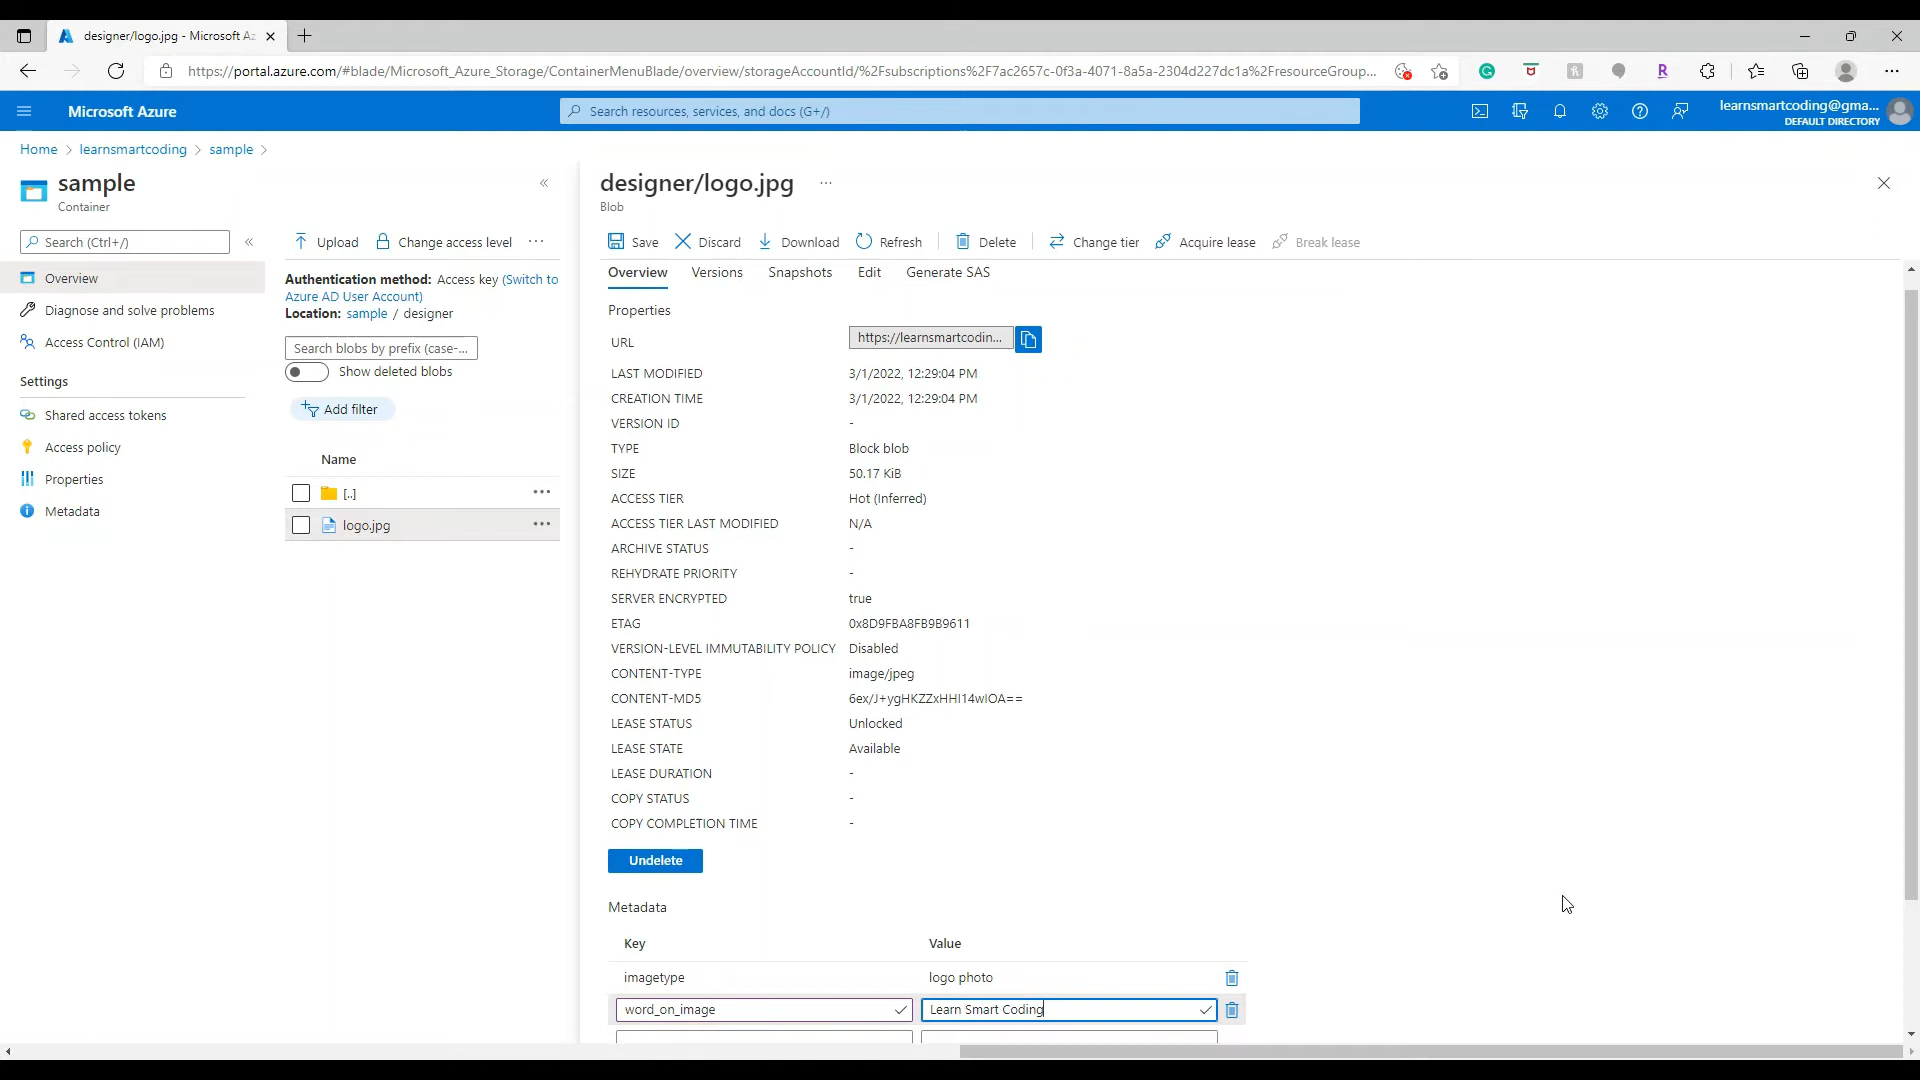 designer/logo.jpg - Microsoft Az
https://portal.azure.com/#blade/Microsoft_Azure_Storage/ContainerMenuBlade/overview/storageAccountId/%2Fsubscriptions%2F7ac2657c-0f3a-4071-8a5a-2304d227dc1a%2FresourceGroup...
Microsoft Azure
Search resources, services, and docs (G+/)
learnsmartcoding@gma...
DEFAULT DIRECTORY
Home > learnsmartcoding > sample >
sample
Container
Search (Ctrl+/)
Overview
Diagnose and solve problems
Access Control (IAM)
Settings
Shared access tokens
Access policy
Properties
Metadata
Upload
Change access level
Authentication method: Access key (Switch to
Azure AD User Account)
Location: sample / designer
Search blobs by prefix (case-...
Show deleted blobs
Add filter
Name
[..]
logo.jpg
designer/logo.jpg ...
Blob
Save
Discard
Download
Refresh
Delete
Change tier
Acquire lease
Break lease
Overview
Versions
Snapshots
Edit
Generate SAS
Properties
URL https://learnsmartcodin...
LAST MODIFIED 3/1/2022, 12:29:04 PM
CREATION TIME 3/1/2022, 12:29:04 PM
VERSION ID -
TYPE Block blob
SIZE 50.17 KiB
ACCESS TIER Hot (Inferred)
ACCESS TIER LAST MODIFIED N/A
ARCHIVE STATUS -
REHYDRATE PRIORITY -
SERVER ENCRYPTED true
ETAG 0x8D9FBA8FB9B9611
VERSION-LEVEL IMMUTABILITY POLICY Disabled
CONTENT-TYPE image/jpeg
CONTENT-MD5 6ex/J+ygHKZZxHHI14wIOA==
LEASE STATUS Unlocked
LEASE STATE Available
LEASE DURATION -
COPY STATUS -
COPY COMPLETION TIME -
Undelete
Metadata
Key Value
imagetype logo photo
word_on_image Learn Smart Coding